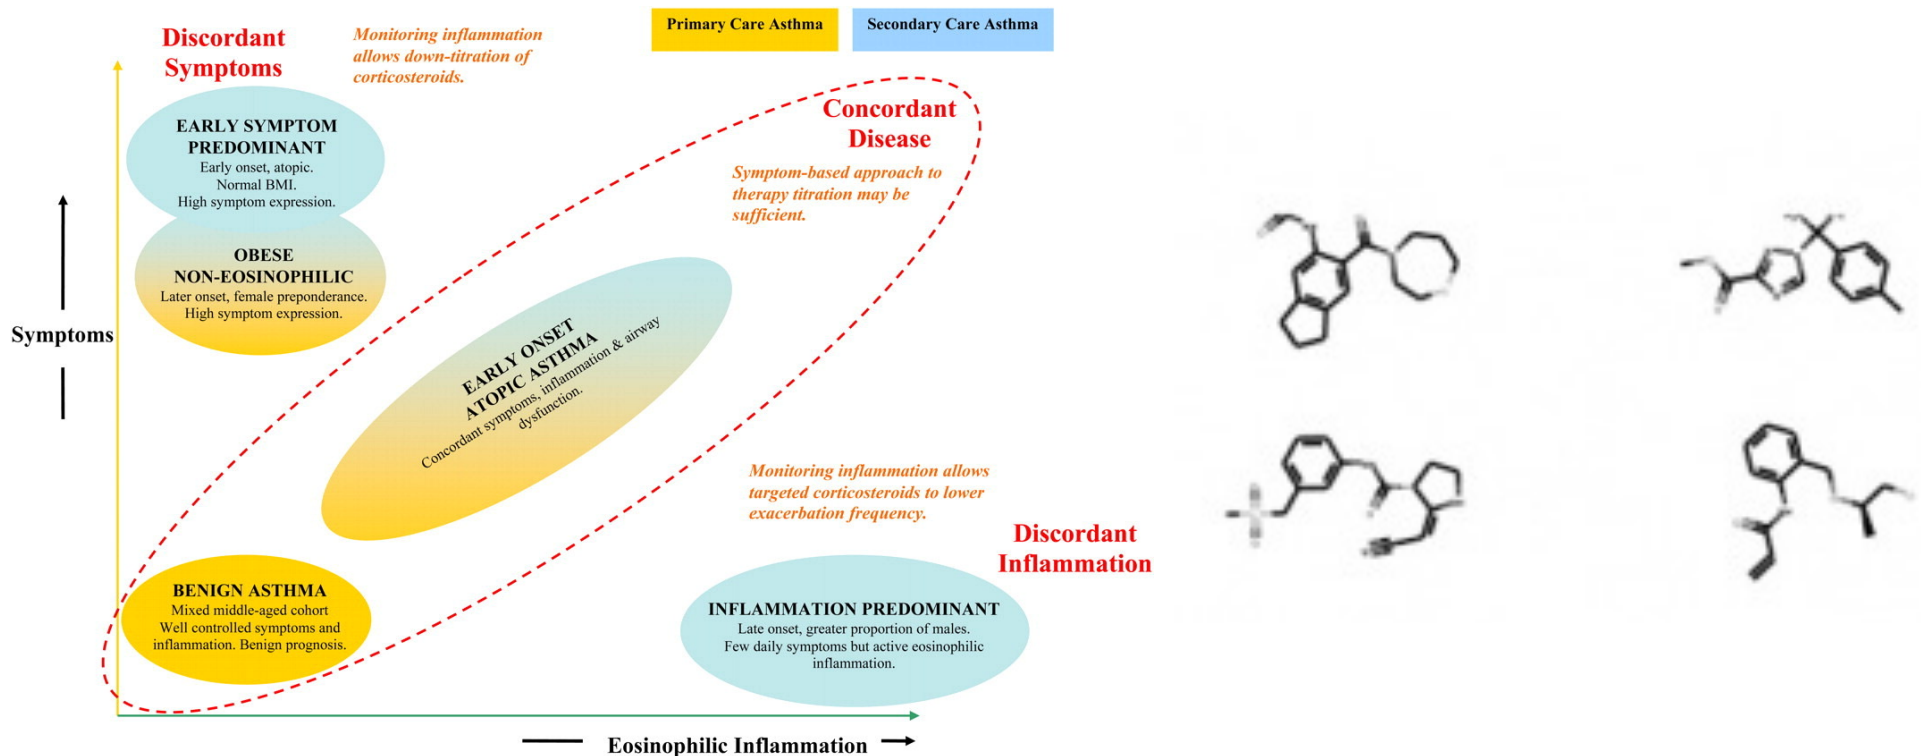 Primary Care Asthma
Secondary Care Asthma
Discordant
Symptoms
Monitoring inflammation
allows down-titration of
corticosteroids.
EARLY SYMPTOM
PREDOMINANT
Early onset, atopic.
Normal BMI.
High symptom expression.
OBESE
NON-EOSINOPHILIC
Later onset, female preponderance.
High symptom expression.
Symptoms
Concordant
Disease
Symptom-based approach to
therapy titration may be
sufficient.
EARLY ONSET
ATOPIC ASTHMA
Concordant symptoms, inflammation & airway
dysfunction.
Monitoring inflammation allows
targeted corticosteroids to lower
exacerbation frequency.
Discordant
Inflammation
BENIGN ASTHMA
Mixed middle-aged cohort
Well controlled symptoms and
inflammation. Benign prognosis.
INFLAMMATION PREDOMINANT
Late onset, greater proportion of males.
Few daily symptoms but active eosinophilic
inflammation.
Eosinophilic Inflammation